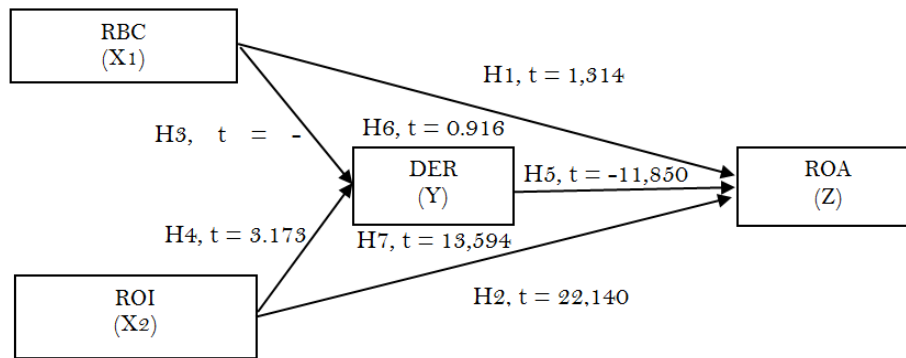 RBC
(X1)
H1, t = 1,314
H3, t = -
H6, t = 0.916
DER
(Y)
H5, t = -11,850
ROA
(Z)
H4, t = 3.173
H7, t = 13,594
H2, t = 22,140
ROI
(X2)